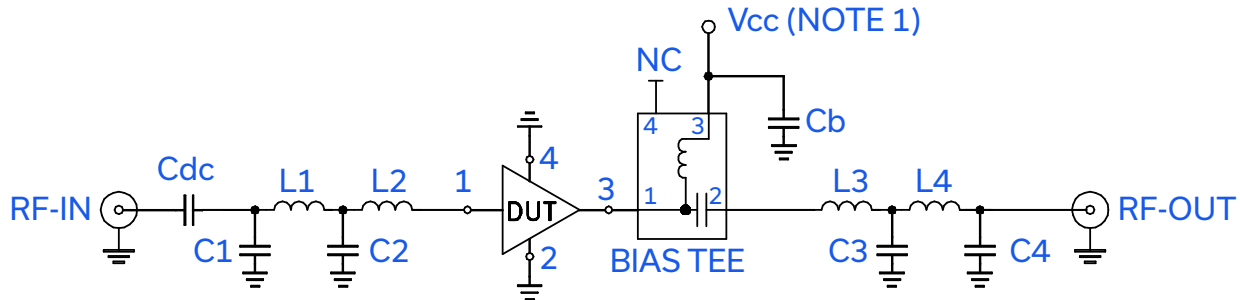 Vcc (NOTE 1)
NC
4
3
Cb
Cdc
L1
L2
1
4
RF-IN
DUT
3
1
2
L3
L4
RF-OUT
C1
C2
2
BIAS TEE
C3
C4